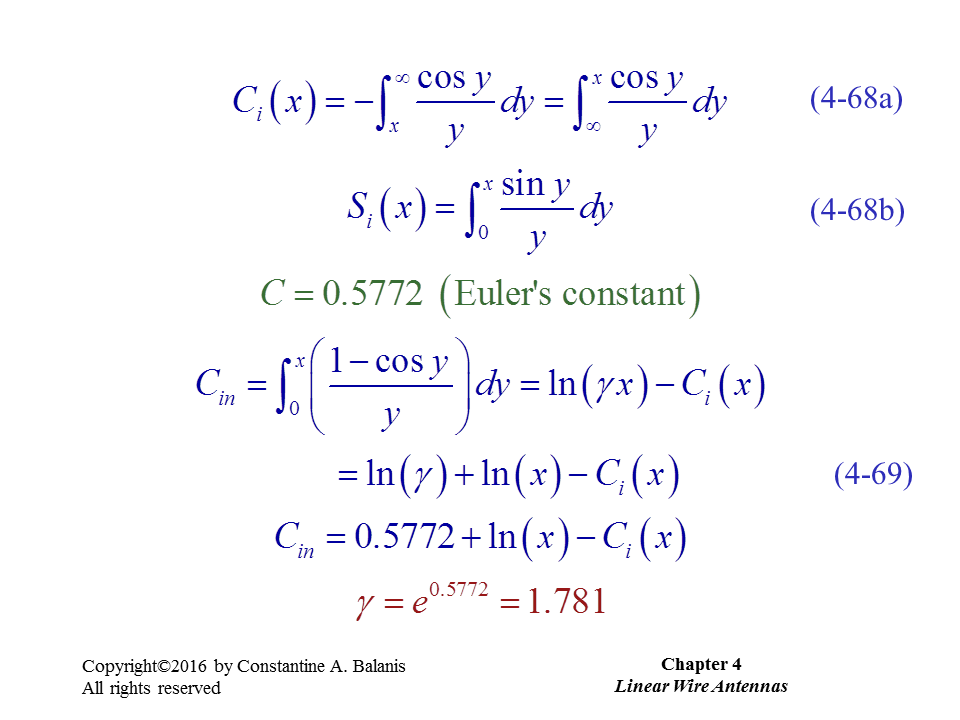 C_i(x) = −∫_x^∞ (cos y / y) dy = ∫_∞^x (cos y / y) dy (4-68a)
S_i(x) = ∫_0^x (sin y / y) dy (4-68b)
C = 0.5772 (Euler's constant)
C_in = ∫_0^x ((1 − cos y) / y) dy = ln(γx) − C_i(x)
= ln(γ) + ln(x) − C_i(x) (4-69)
C_in = 0.5772 + ln(x) − C_i(x)
γ = e^0.5772 = 1.781
Copyright©2016 by Constantine A. Balanis
All rights reserved
Chapter 4
Linear Wire Antennas